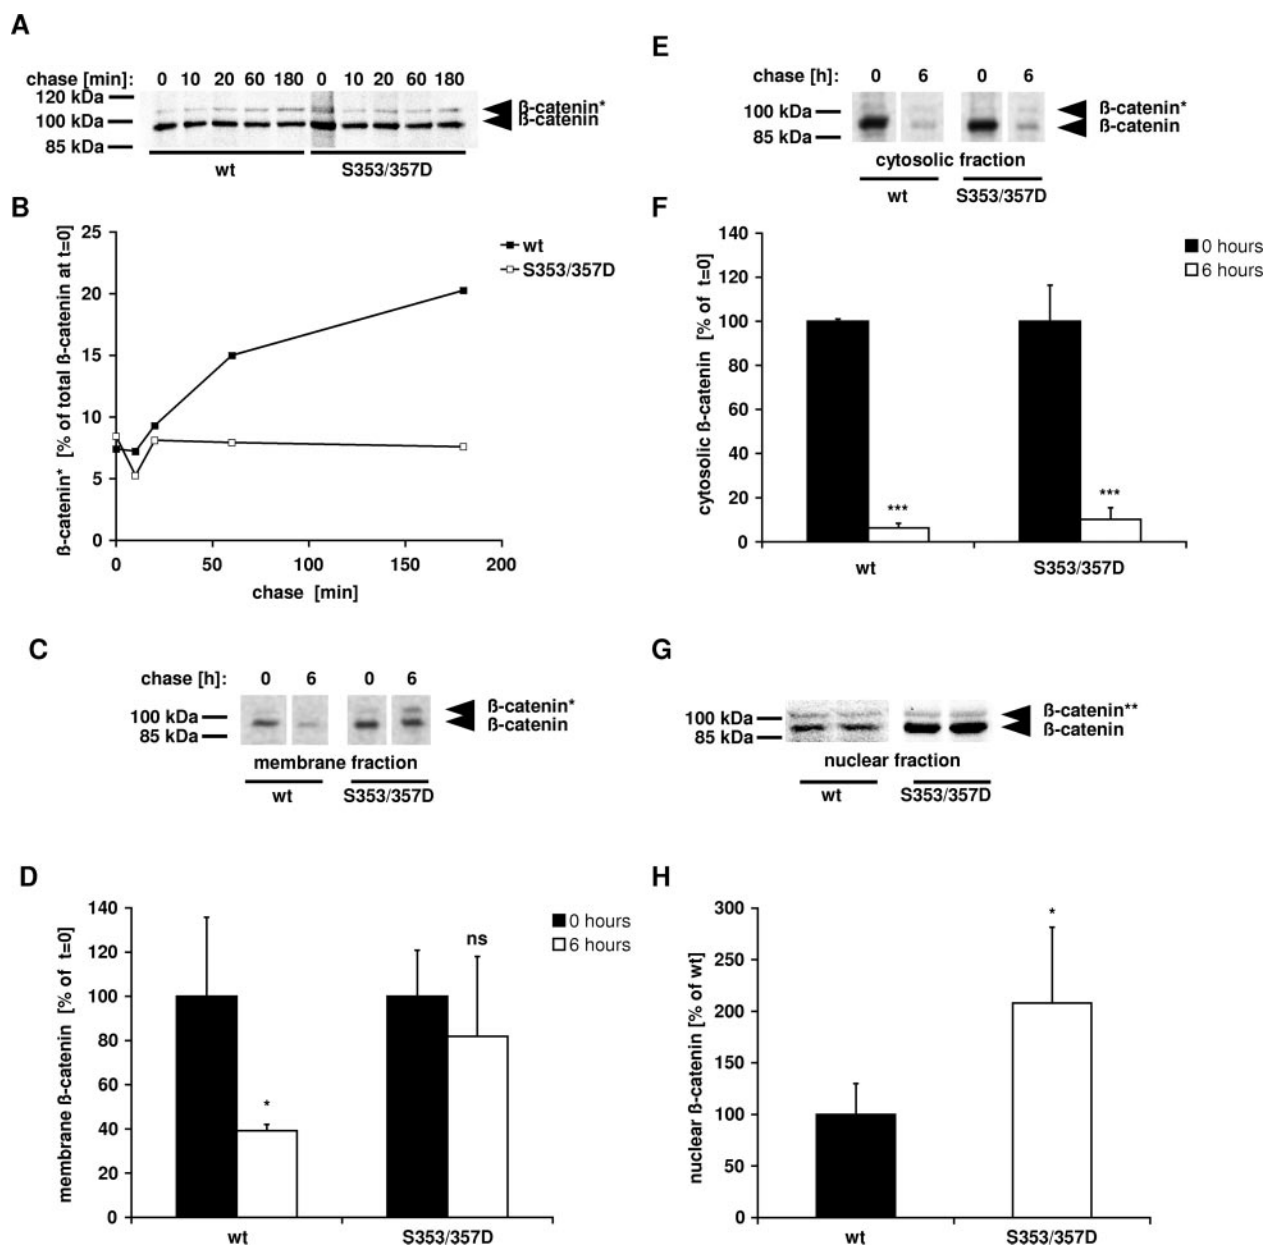 A
chase [min]: 0 10 20 60 180 0 10 20 60 180
120 kDa
100 kDa
85 kDa
ß-catenin*
ß-catenin
wt S353/357D
B
ß-catenin* [% of total ß-catenin at t=0]
25
20
15
10
5
0
0 50 100 150 200
chase [min]
wt
S353/357D
C
chase [h]: 0 6 0 6
100 kDa
85 kDa
ß-catenin*
ß-catenin
membrane fraction
wt S353/357D
D
membrane ß-catenin [% of t=0]
140
120
100
80
60
40
20
0
* ns
wt S353/357D
0 hours
6 hours
E
chase [h]: 0 6 0 6
100 kDa
85 kDa
ß-catenin*
ß-catenin
cytosolic fraction
wt S353/357D
F
cytosolic ß-catenin [% of t=0]
140
120
100
80
60
40
20
0
*** ***
wt S353/357D
0 hours
6 hours
G
100 kDa
85 kDa
ß-catenin**
ß-catenin
nuclear fraction
wt S353/357D
H
nuclear ß-catenin [% of wt]
300
250
200
150
100
50
0
*
wt S353/357D